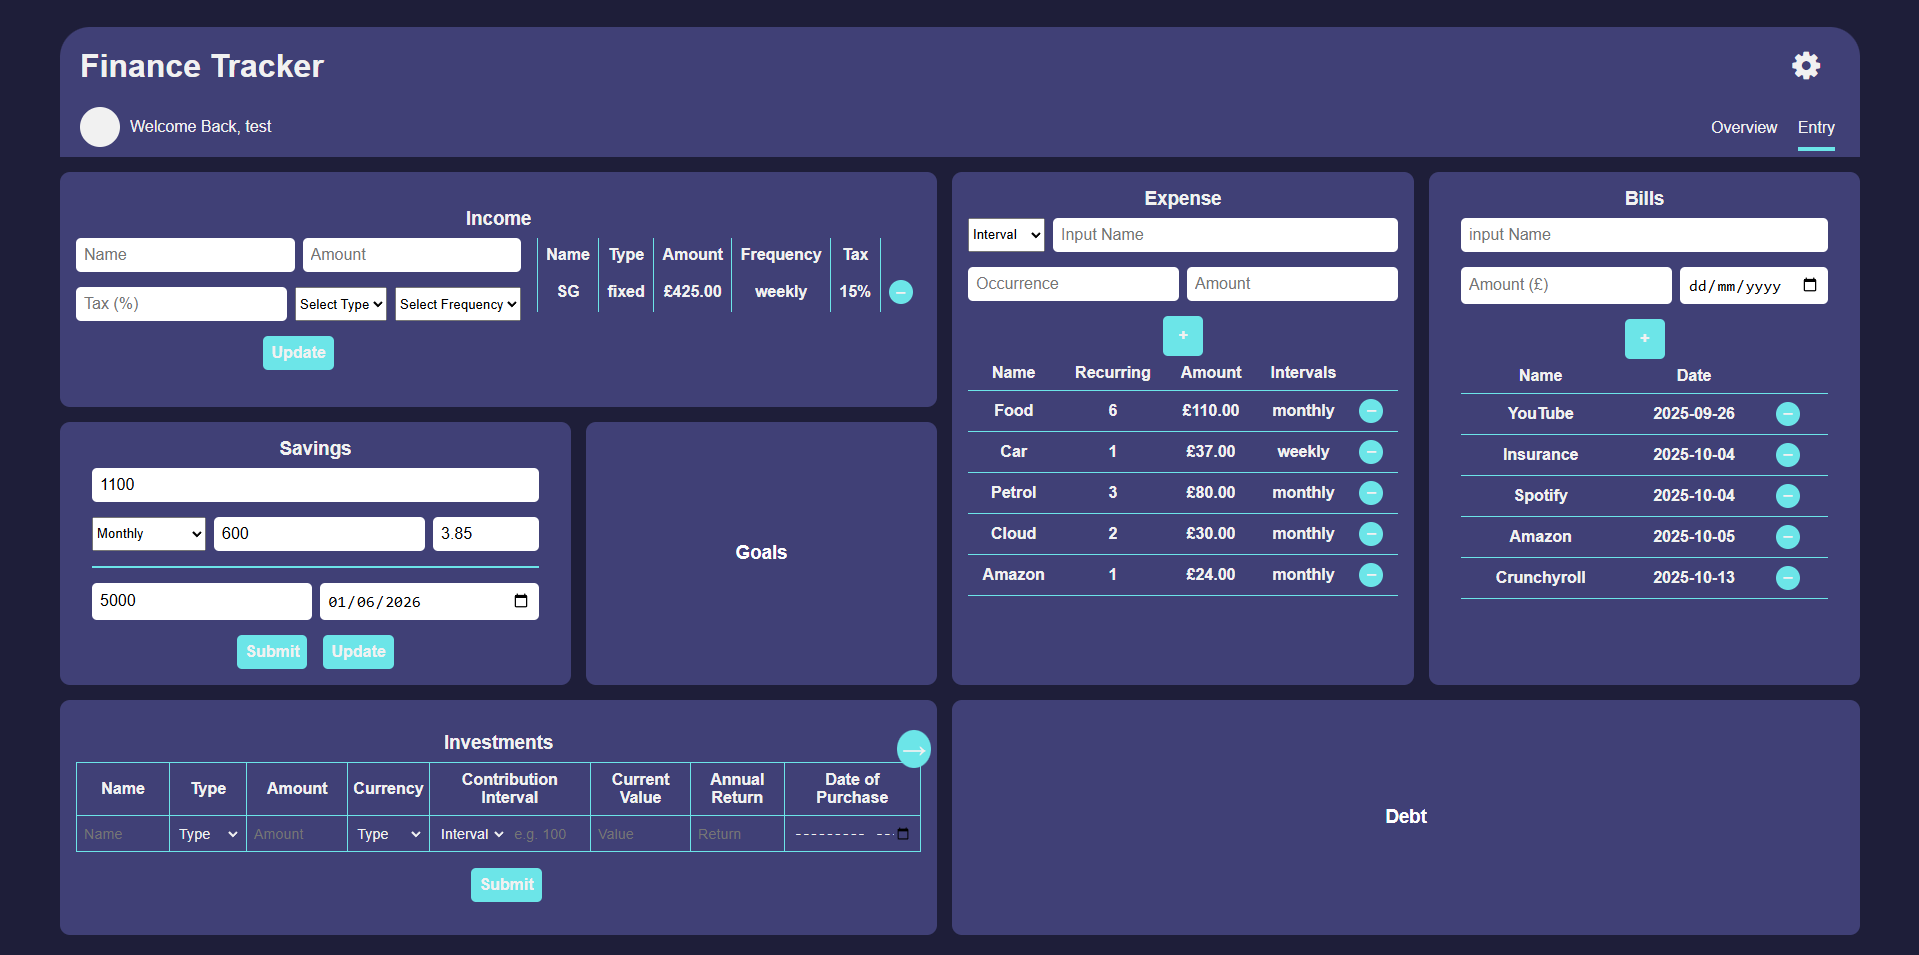 Finance Tracker
Welcome Back, test
Overview Entry
Income
Name Amount
Tax (%) Select Type Select Frequency
Update
Name Type Amount Frequency Tax
SG fixed £425.00 weekly 15% −
Expense
Interval Input Name
Occurrence Amount
+
Name Recurring Amount Intervals
Food 6 £110.00 monthly −
Car 1 £37.00 weekly −
Petrol 3 £80.00 monthly −
Cloud 2 £30.00 monthly −
Amazon 1 £24.00 monthly −
Bills
input Name
Amount (£) dd/mm/yyyy
+
Name Date
YouTube 2025-09-26 −
Insurance 2025-10-04 −
Spotify 2025-10-04 −
Amazon 2025-10-05 −
Crunchyroll 2025-10-13 −
Savings
1100
Monthly 600 3.85
5000 01/06/2026
Submit Update
Goals
Investments
→
Name Type Amount Currency Contribution Interval Current Value Annual Return Date of Purchase
Name Type Amount Type Interval e.g. 100 Value Return
Submit
Debt